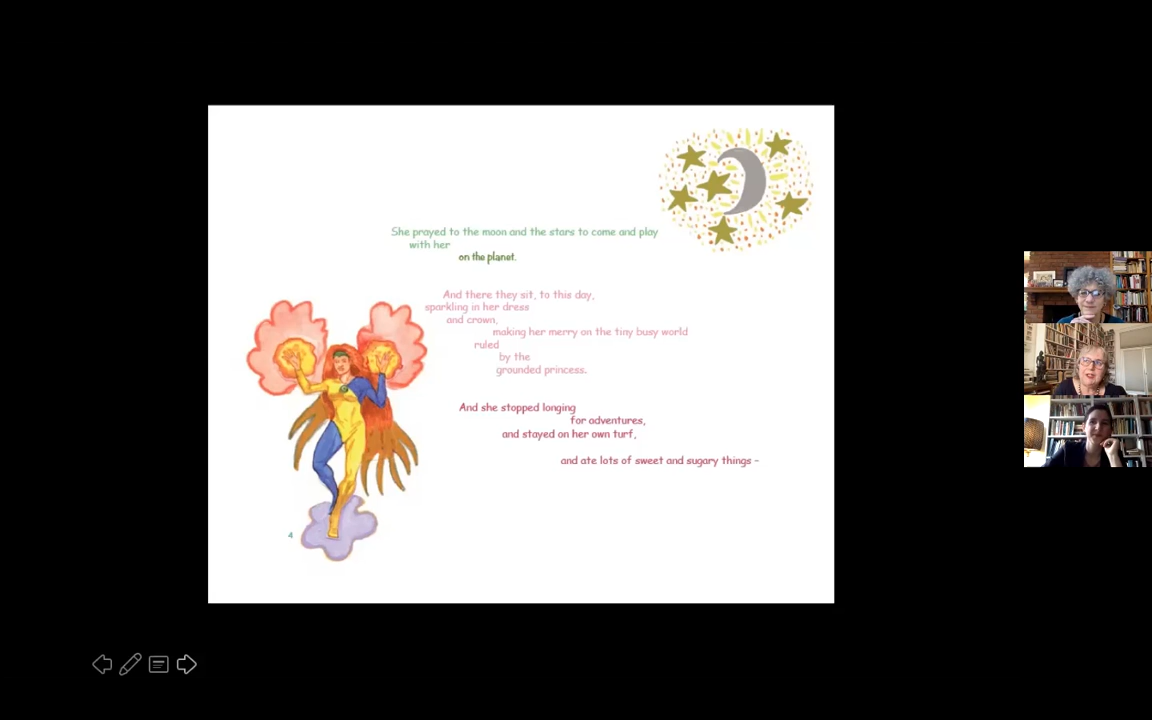 She prayed to the moon and the stars to come and play
with her
on the planet.
And there they sit, to this day,
sparkling in her dress
and crown,
making her merry on the tiny busy world
ruled
by the
grounded princess.
And she stopped longing
for adventures,
and stayed on her own turf,
and ate lots of sweet and sugary things –
4